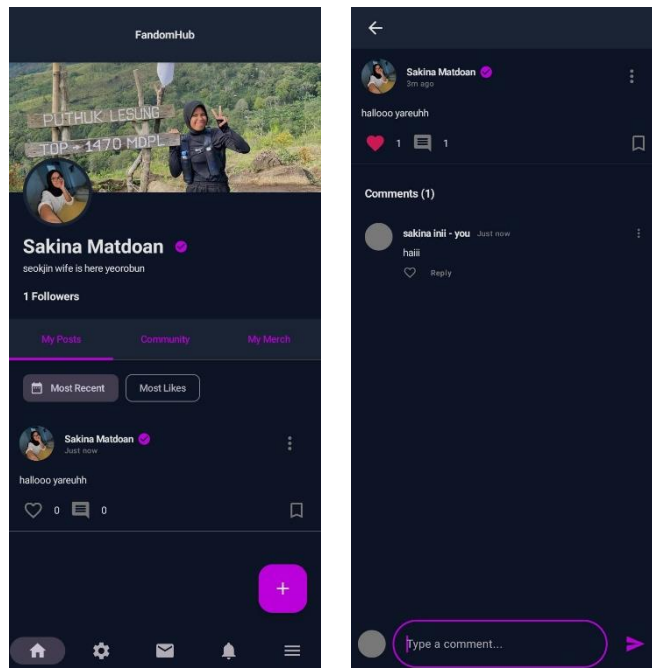 FandomHub
PUTHUK LESUNG
TOP → 1470 MDPL
Sakina Matdoan
seokjin wife is here yeorobun
1 Followers
My Posts
Community
My Merch
Most Recent
Most Likes
Sakina Matdoan
Just now
hallooo yareuhh
0
0
Sakina Matdoan
3m ago
hallooo yareuhh
1
1
Comments (1)
sakina inii - you Just now
haiii
Reply
Type a comment...